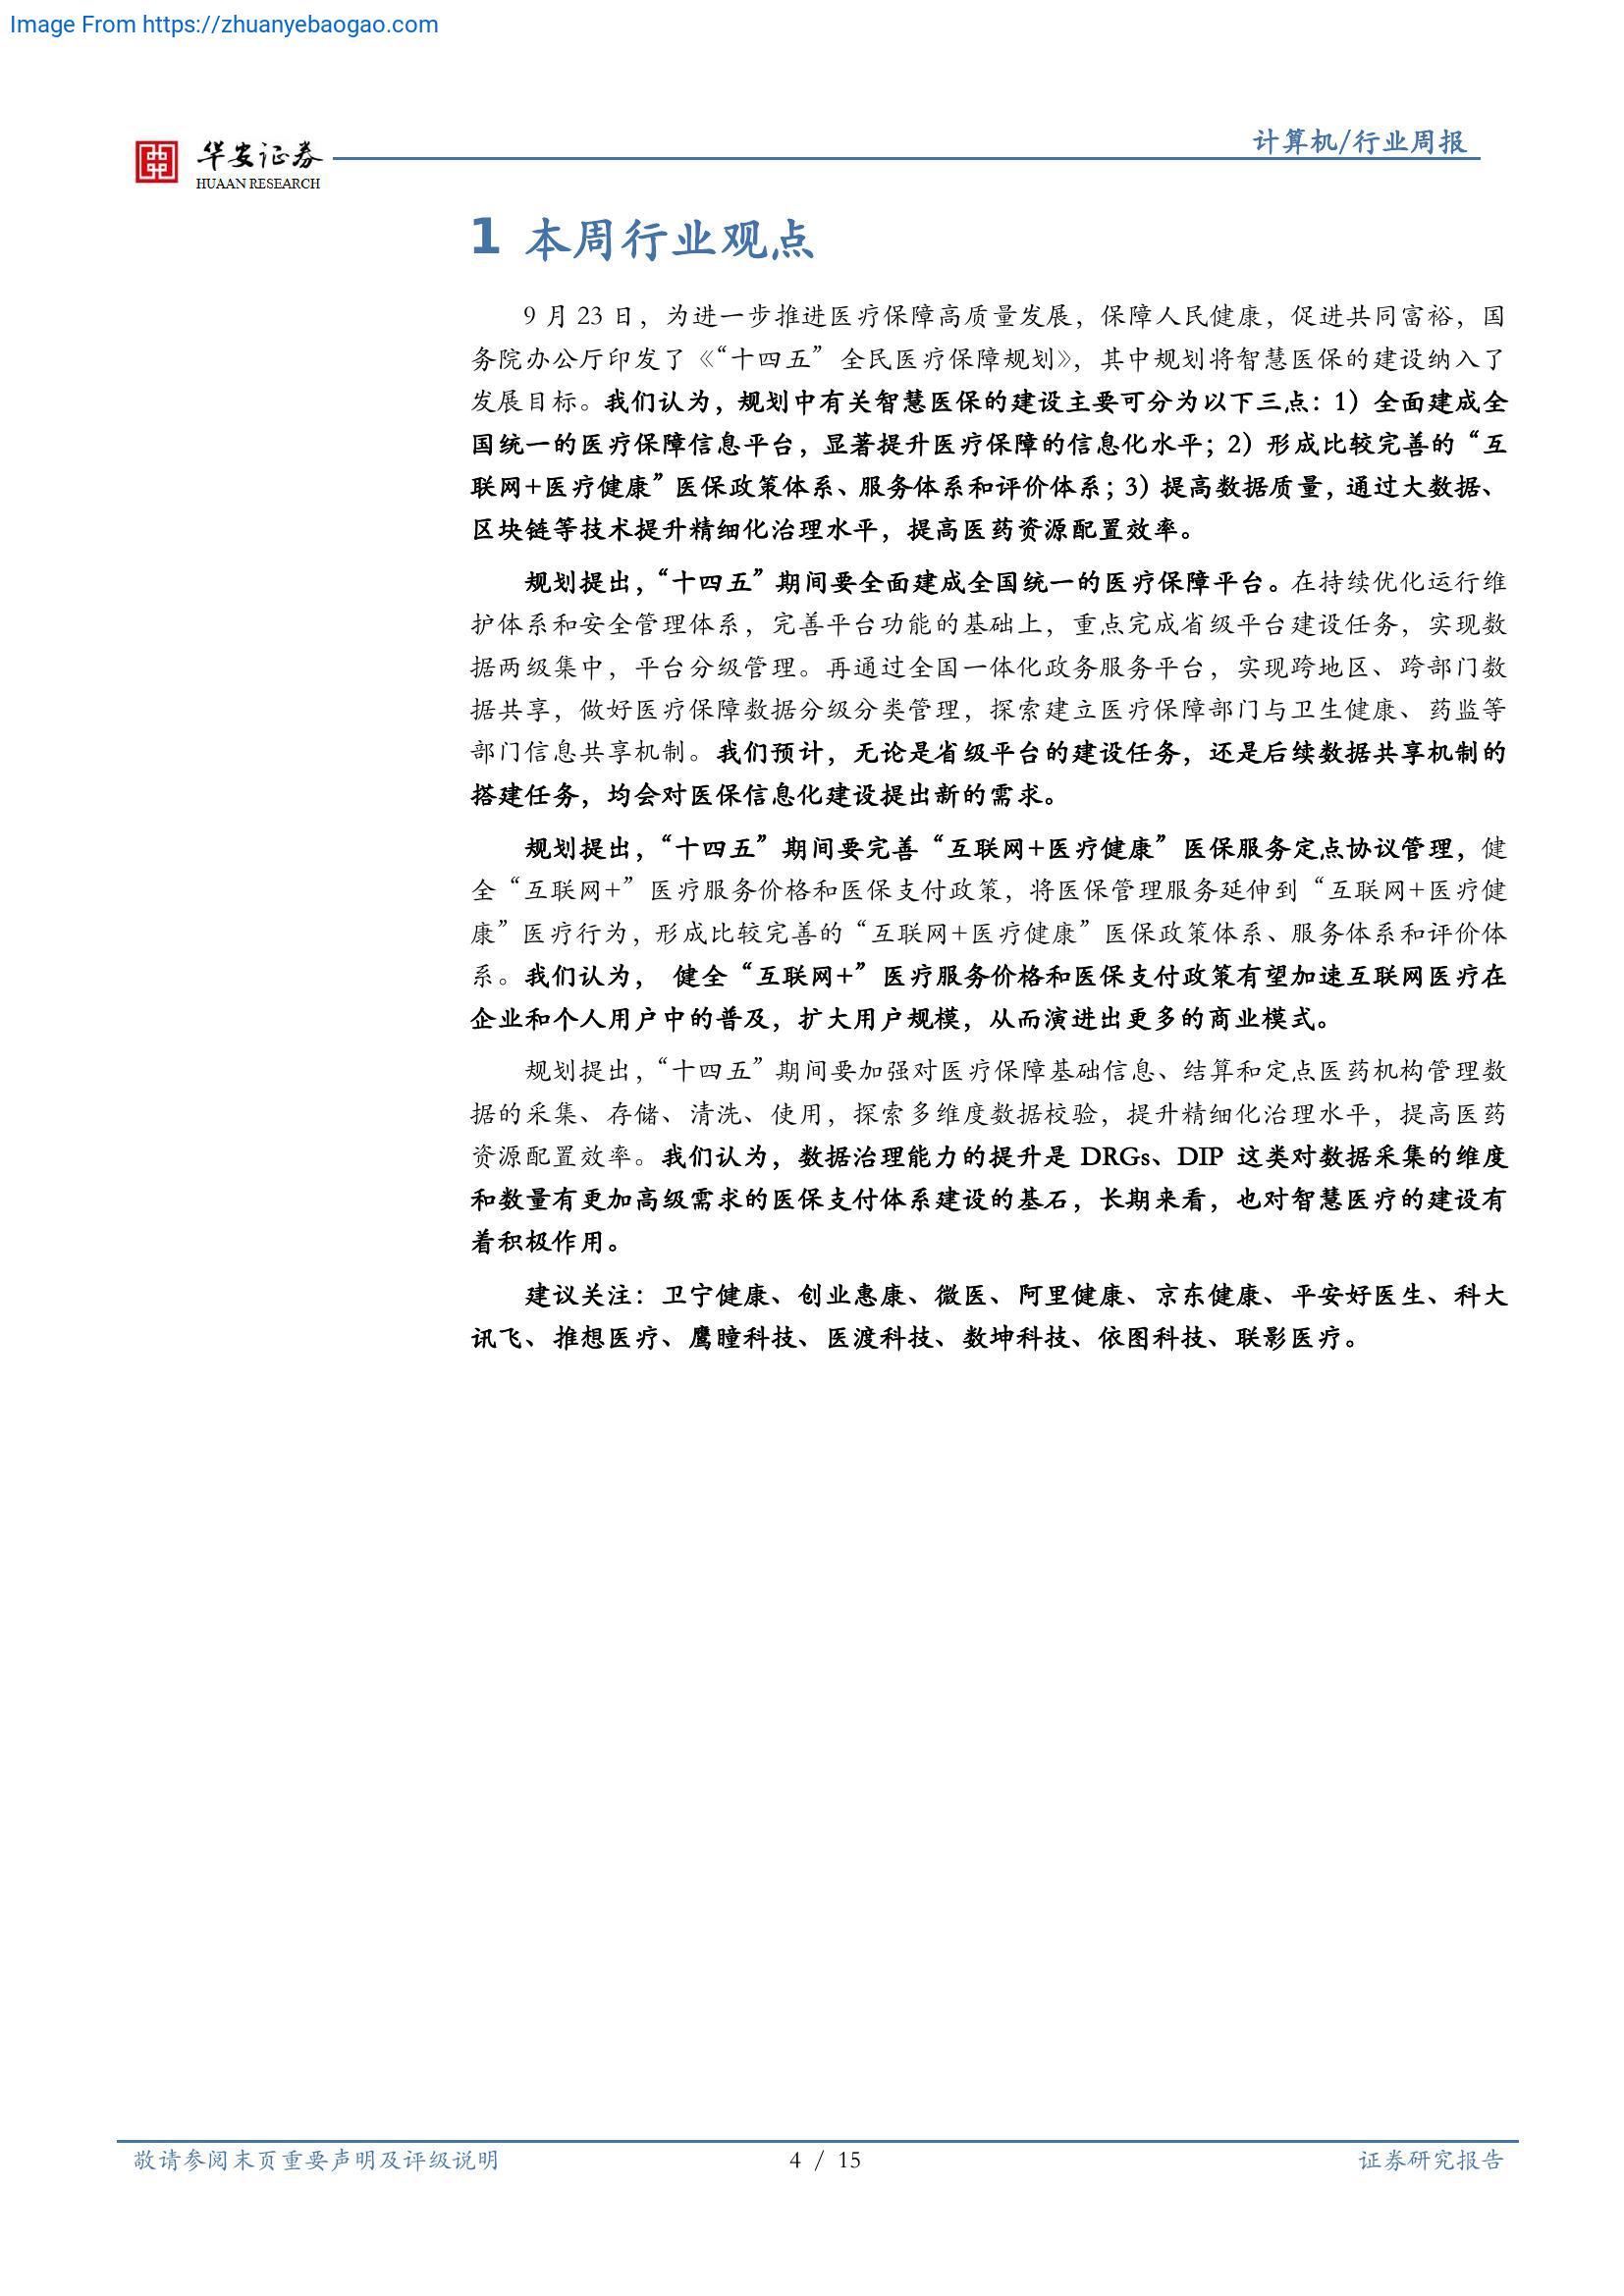 Image From https://zhuanyebaogao.com
华安证券
HUAAN RESEARCH
计算机/行业周报
1 本周行业观点
9 月 23 日，为进一步推进医疗保障高质量发展，保障人民健康，促进共同富裕，国
务院办公厅印发了《“十四五” 全民医疗保障规划》，其中规划将智慧医保的建设纳入了
发展目标。我们认为，规划中有关智慧医保的建设主要可分为以下三点：1）全面建成全
国统一的医疗保障信息平台，显著提升医疗保障的信息化水平；2）形成比较完善的“互
联网+医疗健康”医保政策体系、服务体系和评价体系；3）提高数据质量，通过大数据、
区块链等技术提升精细化治理水平，提高医药资源配置效率。
规划提出，“十四五”期间要全面建成全国统一的医疗保障平台。在持续优化运行维
护体系和安全管理体系，完善平台功能的基础上，重点完成省级平台建设任务，实现数
据两级集中，平台分级管理。再通过全国一体化政务服务平台，实现跨地区、跨部门数
据共享，做好医疗保障数据分级分类管理，探索建立医疗保障部门与卫生健康、药监等
部门信息共享机制。我们预计，无论是省级平台的建设任务，还是后续数据共享机制的
搭建任务，均会对医保信息化建设提出新的需求。
规划提出，“十四五”期间要完善“互联网+医疗健康”医保服务定点协议管理，健
全“互联网+”医疗服务价格和医保支付政策，将医保管理服务延伸到“互联网+医疗健
康”医疗行为，形成比较完善的“互联网+医疗健康”医保政策体系、服务体系和评价体
系。我们认为， 健全“互联网+”医疗服务价格和医保支付政策有望加速互联网医疗在
企业和个人用户中的普及，扩大用户规模，从而演进出更多的商业模式。
规划提出，“十四五”期间要加强对医疗保障基础信息、结算和定点医药机构管理数
据的采集、存储、清洗、使用，探索多维度数据校验，提升精细化治理水平，提高医药
资源配置效率。我们认为，数据治理能力的提升是 DRGs、DIP 这类对数据采集的维度
和数量有更加高级需求的医保支付体系建设的基石，长期来看，也对智慧医疗的建设有
着积极作用。
建议关注：卫宁健康、创业惠康、微医、阿里健康、京东健康、平安好医生、科大
讯飞、推想医疗、鹰瞳科技、医渡科技、数坤科技、依图科技、联影医疗。
敬请参阅末页重要声明及评级说明
4 / 15
证券研究报告